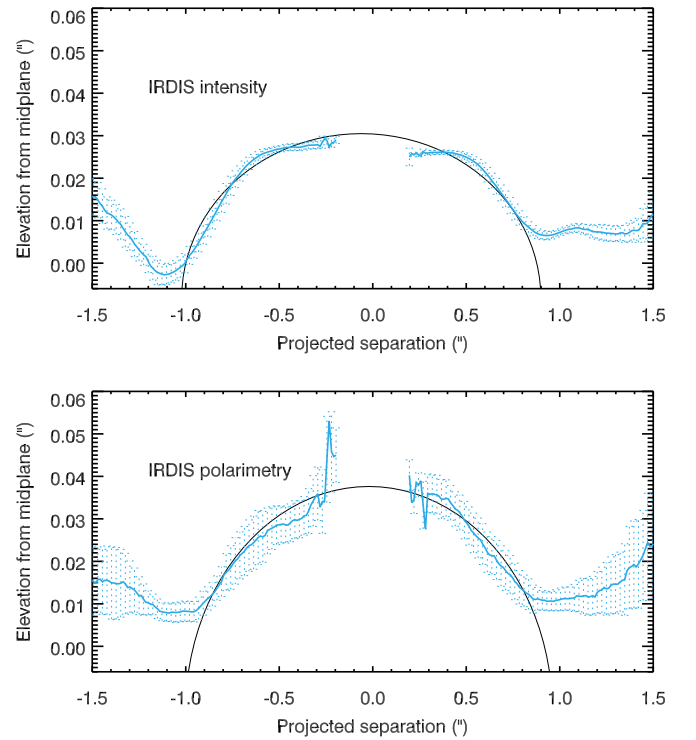 0.06
0.05
0.04
0.03
0.02
0.01
0.00
Elevation from midplane (")
IRDIS intensity
-1.5 -1.0 -0.5 0.0 0.5 1.0 1.5
Projected separation (")
0.06
0.05
0.04
0.03
0.02
0.01
0.00
Elevation from midplane (")
IRDIS polarimetry
-1.5 -1.0 -0.5 0.0 0.5 1.0 1.5
Projected separation (")